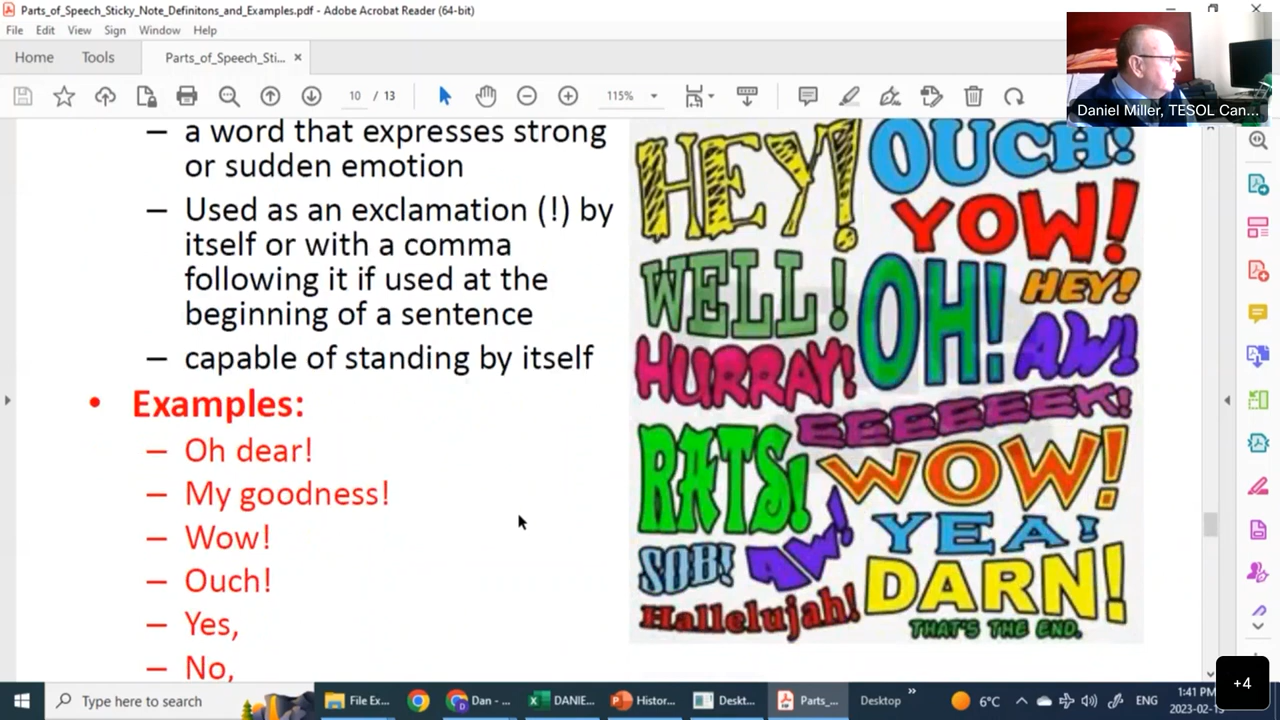 Parts_of_Speech_Sticky_Note_Definitons_and_Examples.pdf - Adobe Acrobat Reader (64-bit)
File Edit View Sign Window Help
Home Tools Parts_of_Speech_Sti... ×
10 / 13 115%
Daniel Miller, TESOL Can...
– a word that expresses strong
or sudden emotion
– Used as an exclamation (!) by
itself or with a comma
following it if used at the
beginning of a sentence
– capable of standing by itself
• Examples:
– Oh dear!
– My goodness!
– Wow!
– Ouch!
– Yes,
– No,
HEY! OUCH!
YOW!
WELL! OH! HEY!
HURRAY! AW!
EEEEEEEK!
RATS! WOW!
SOB! AW! YEA!
Hallelujah! DARN!
THAT'S THE END.
Type here to search
File Ex...
Dan - ...
DANIE...
Histor...
Deskt...
Parts_...
Desktop
6°C
ENG
1:41 PM
+4